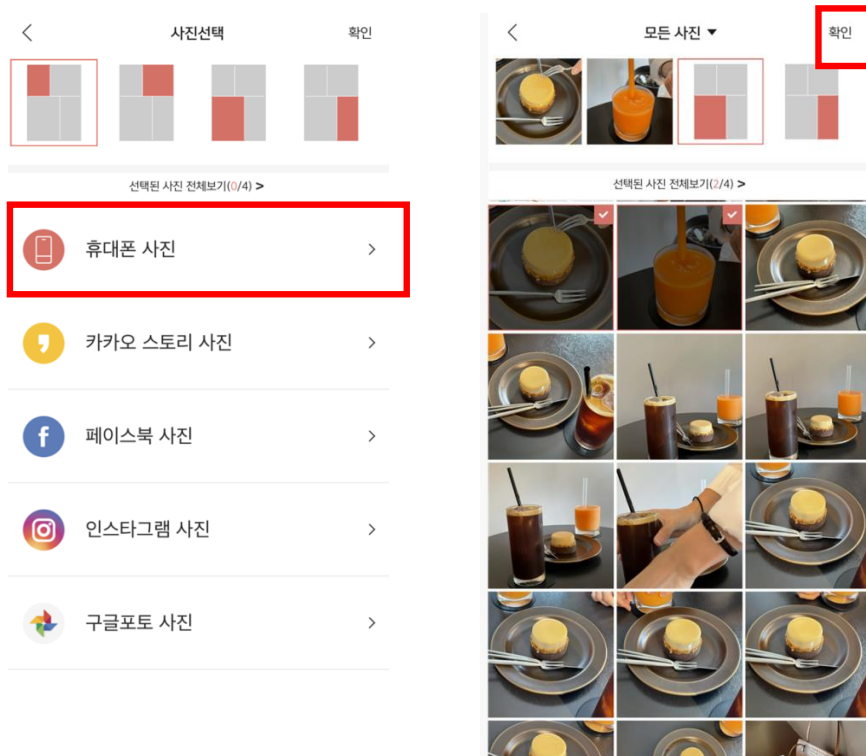 사진선택
확인
선택된 사진 전체보기(0/4) >
휴대폰 사진
카카오 스토리 사진
페이스북 사진
인스타그램 사진
구글포토 사진
모든 사진 ▼
확인
선택된 사진 전체보기(2/4) >